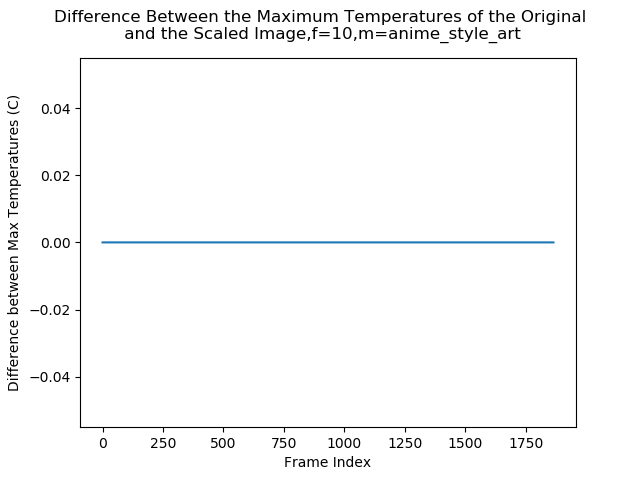 Difference Between the Maximum Temperatures of the Original
and the Scaled Image,f=10,m=anime_style_art
Difference between Max Temperatures (C)
0.04
0.02
0.00
−0.02
−0.04
0 250 500 750 1000 1250 1500 1750
Frame Index